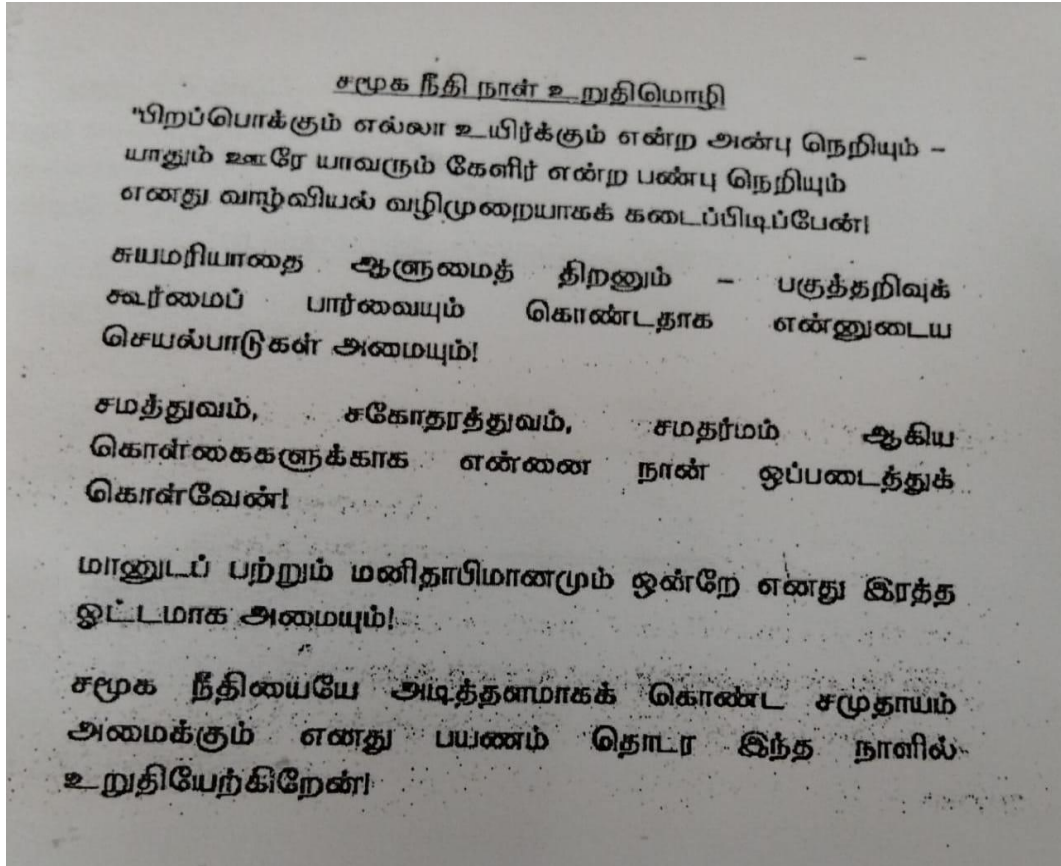 சமூக நீதி நாள் உறுதிமொழி
"பிறப்பொக்கும் எல்லா உயிர்க்கும் என்ற அன்பு நெறியும் –
யாதும் ஊரே யாவரும் கேளிர் என்ற பண்பு நெறியும்
எனது வாழ்வியல் வழிமுறையாகக் கடைப்பிடிப்பேன்!
சுயமரியாதை ஆளுமைத் திறனும் – பகுத்தறிவுக்
கூர்மைப் பார்வையும் கொண்டதாக என்னுடைய
செயல்பாடுகள் அமையும்!
சமத்துவம், சகோதரத்துவம், சமதர்மம் ஆகிய
கொள்கைகளுக்காக என்னை நான் ஒப்படைத்துக்
கொள்வேன்!
மானுடப் பற்றும் மனிதாபிமானமும் ஒன்றே எனது இரத்த
ஓட்டமாக அமையும்!
சமூக நீதியையே அடித்தளமாகக் கொண்ட சமுதாயம்
அமைக்கும் எனது பயணம் தொடர இந்த நாளில்
உறுதியேற்கிறேன்!